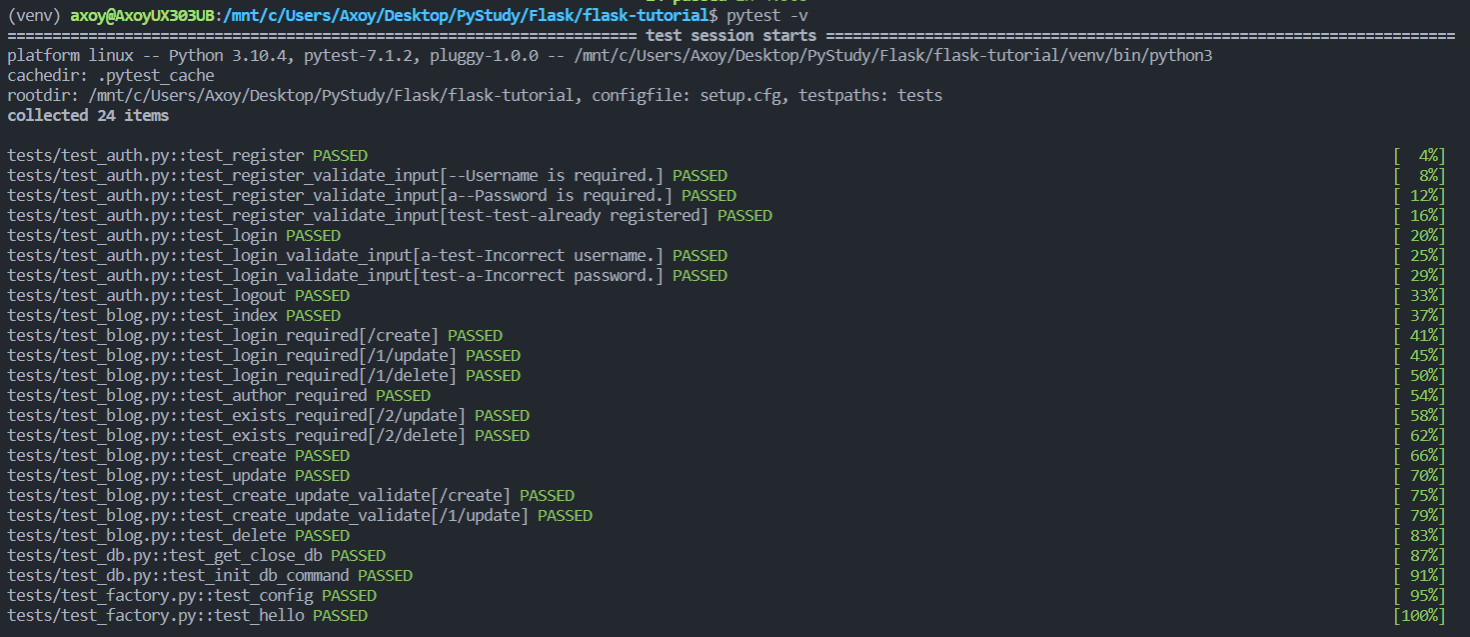 (venv) axoy@AxoyUX303UB:/mnt/c/Users/Axoy/Desktop/PyStudy/Flask/flask-tutorial$ pytest -v
============================= test session starts =============================
platform linux -- Python 3.10.4, pytest-7.1.2, pluggy-1.0.0 -- /mnt/c/Users/Axoy/Desktop/PyStudy/Flask/flask-tutorial/venv/bin/python3
cachedir: .pytest_cache
rootdir: /mnt/c/Users/Axoy/Desktop/PyStudy/Flask/flask-tutorial, configfile: setup.cfg, testpaths: tests
collected 24 items
tests/test_auth.py::test_register PASSED [  4%]
tests/test_auth.py::test_register_validate_input[--Username is required.] PASSED [  8%]
tests/test_auth.py::test_register_validate_input[a--Password is required.] PASSED [ 12%]
tests/test_auth.py::test_register_validate_input[test-test-already registered] PASSED [ 16%]
tests/test_auth.py::test_login PASSED [ 20%]
tests/test_auth.py::test_login_validate_input[a-test-Incorrect username.] PASSED [ 25%]
tests/test_auth.py::test_login_validate_input[test-a-Incorrect password.] PASSED [ 29%]
tests/test_auth.py::test_logout PASSED [ 33%]
tests/test_blog.py::test_index PASSED [ 37%]
tests/test_blog.py::test_login_required[/create] PASSED [ 41%]
tests/test_blog.py::test_login_required[/1/update] PASSED [ 45%]
tests/test_blog.py::test_login_required[/1/delete] PASSED [ 50%]
tests/test_blog.py::test_author_required PASSED [ 54%]
tests/test_blog.py::test_exists_required[/2/update] PASSED [ 58%]
tests/test_blog.py::test_exists_required[/2/delete] PASSED [ 62%]
tests/test_blog.py::test_create PASSED [ 66%]
tests/test_blog.py::test_update PASSED [ 70%]
tests/test_blog.py::test_create_update_validate[/create] PASSED [ 75%]
tests/test_blog.py::test_create_update_validate[/1/update] PASSED [ 79%]
tests/test_blog.py::test_delete PASSED [ 83%]
tests/test_db.py::test_get_close_db PASSED [ 87%]
tests/test_db.py::test_init_db_command PASSED [ 91%]
tests/test_factory.py::test_config PASSED [ 95%]
tests/test_factory.py::test_hello PASSED [100%]